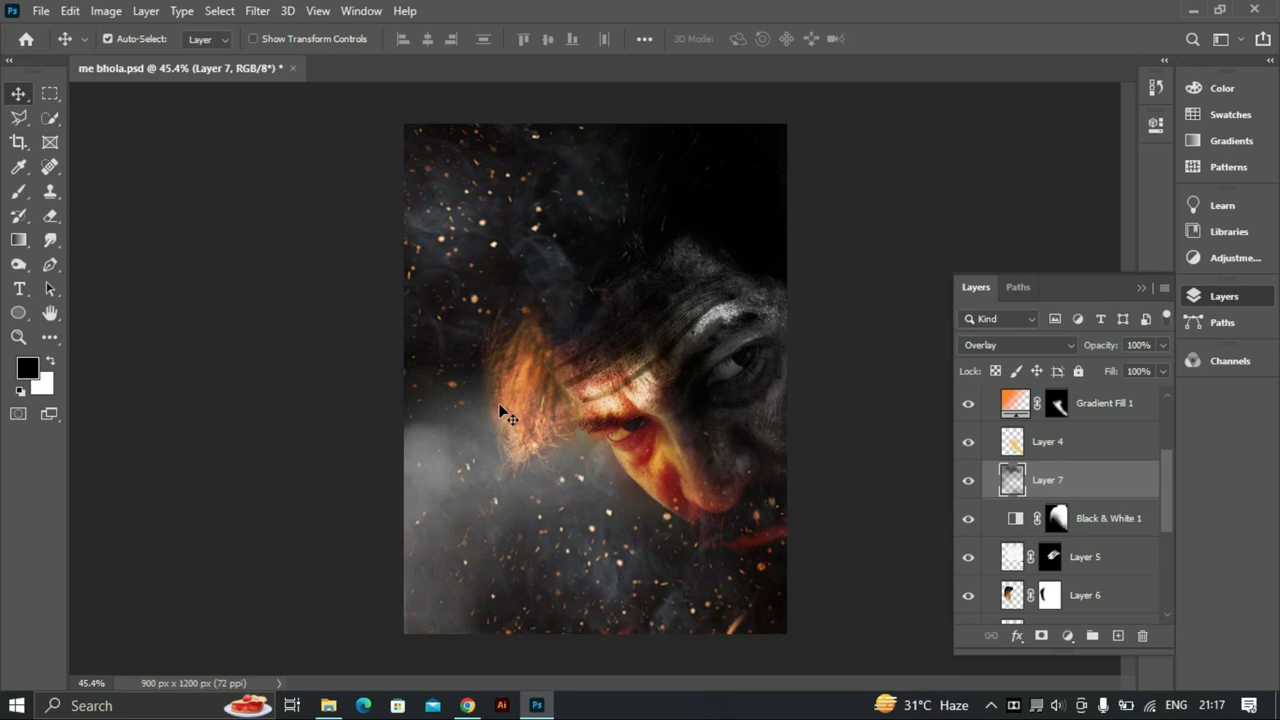 Ps File Edit Image Layer Type Select Filter 3D View Window Help
Auto-Select: Layer Show Transform Controls 3D Mode:
me bhola.psd @ 45.4% (Layer 7, RGB/8*) * ×
Color
Swatches
Gradients
Patterns
Learn
Libraries
Adjustme...
Layers
Paths
Channels
Layers Paths
Kind
Overlay Opacity: 100%
Lock: Fill: 100%
Gradient Fill 1
Layer 4
Layer 7
Black & White 1
Layer 5
Layer 6
fx
45.4% 900 px x 1200 px (72 ppi)
Search Ai Ps 31°C Haze ENG 21:17